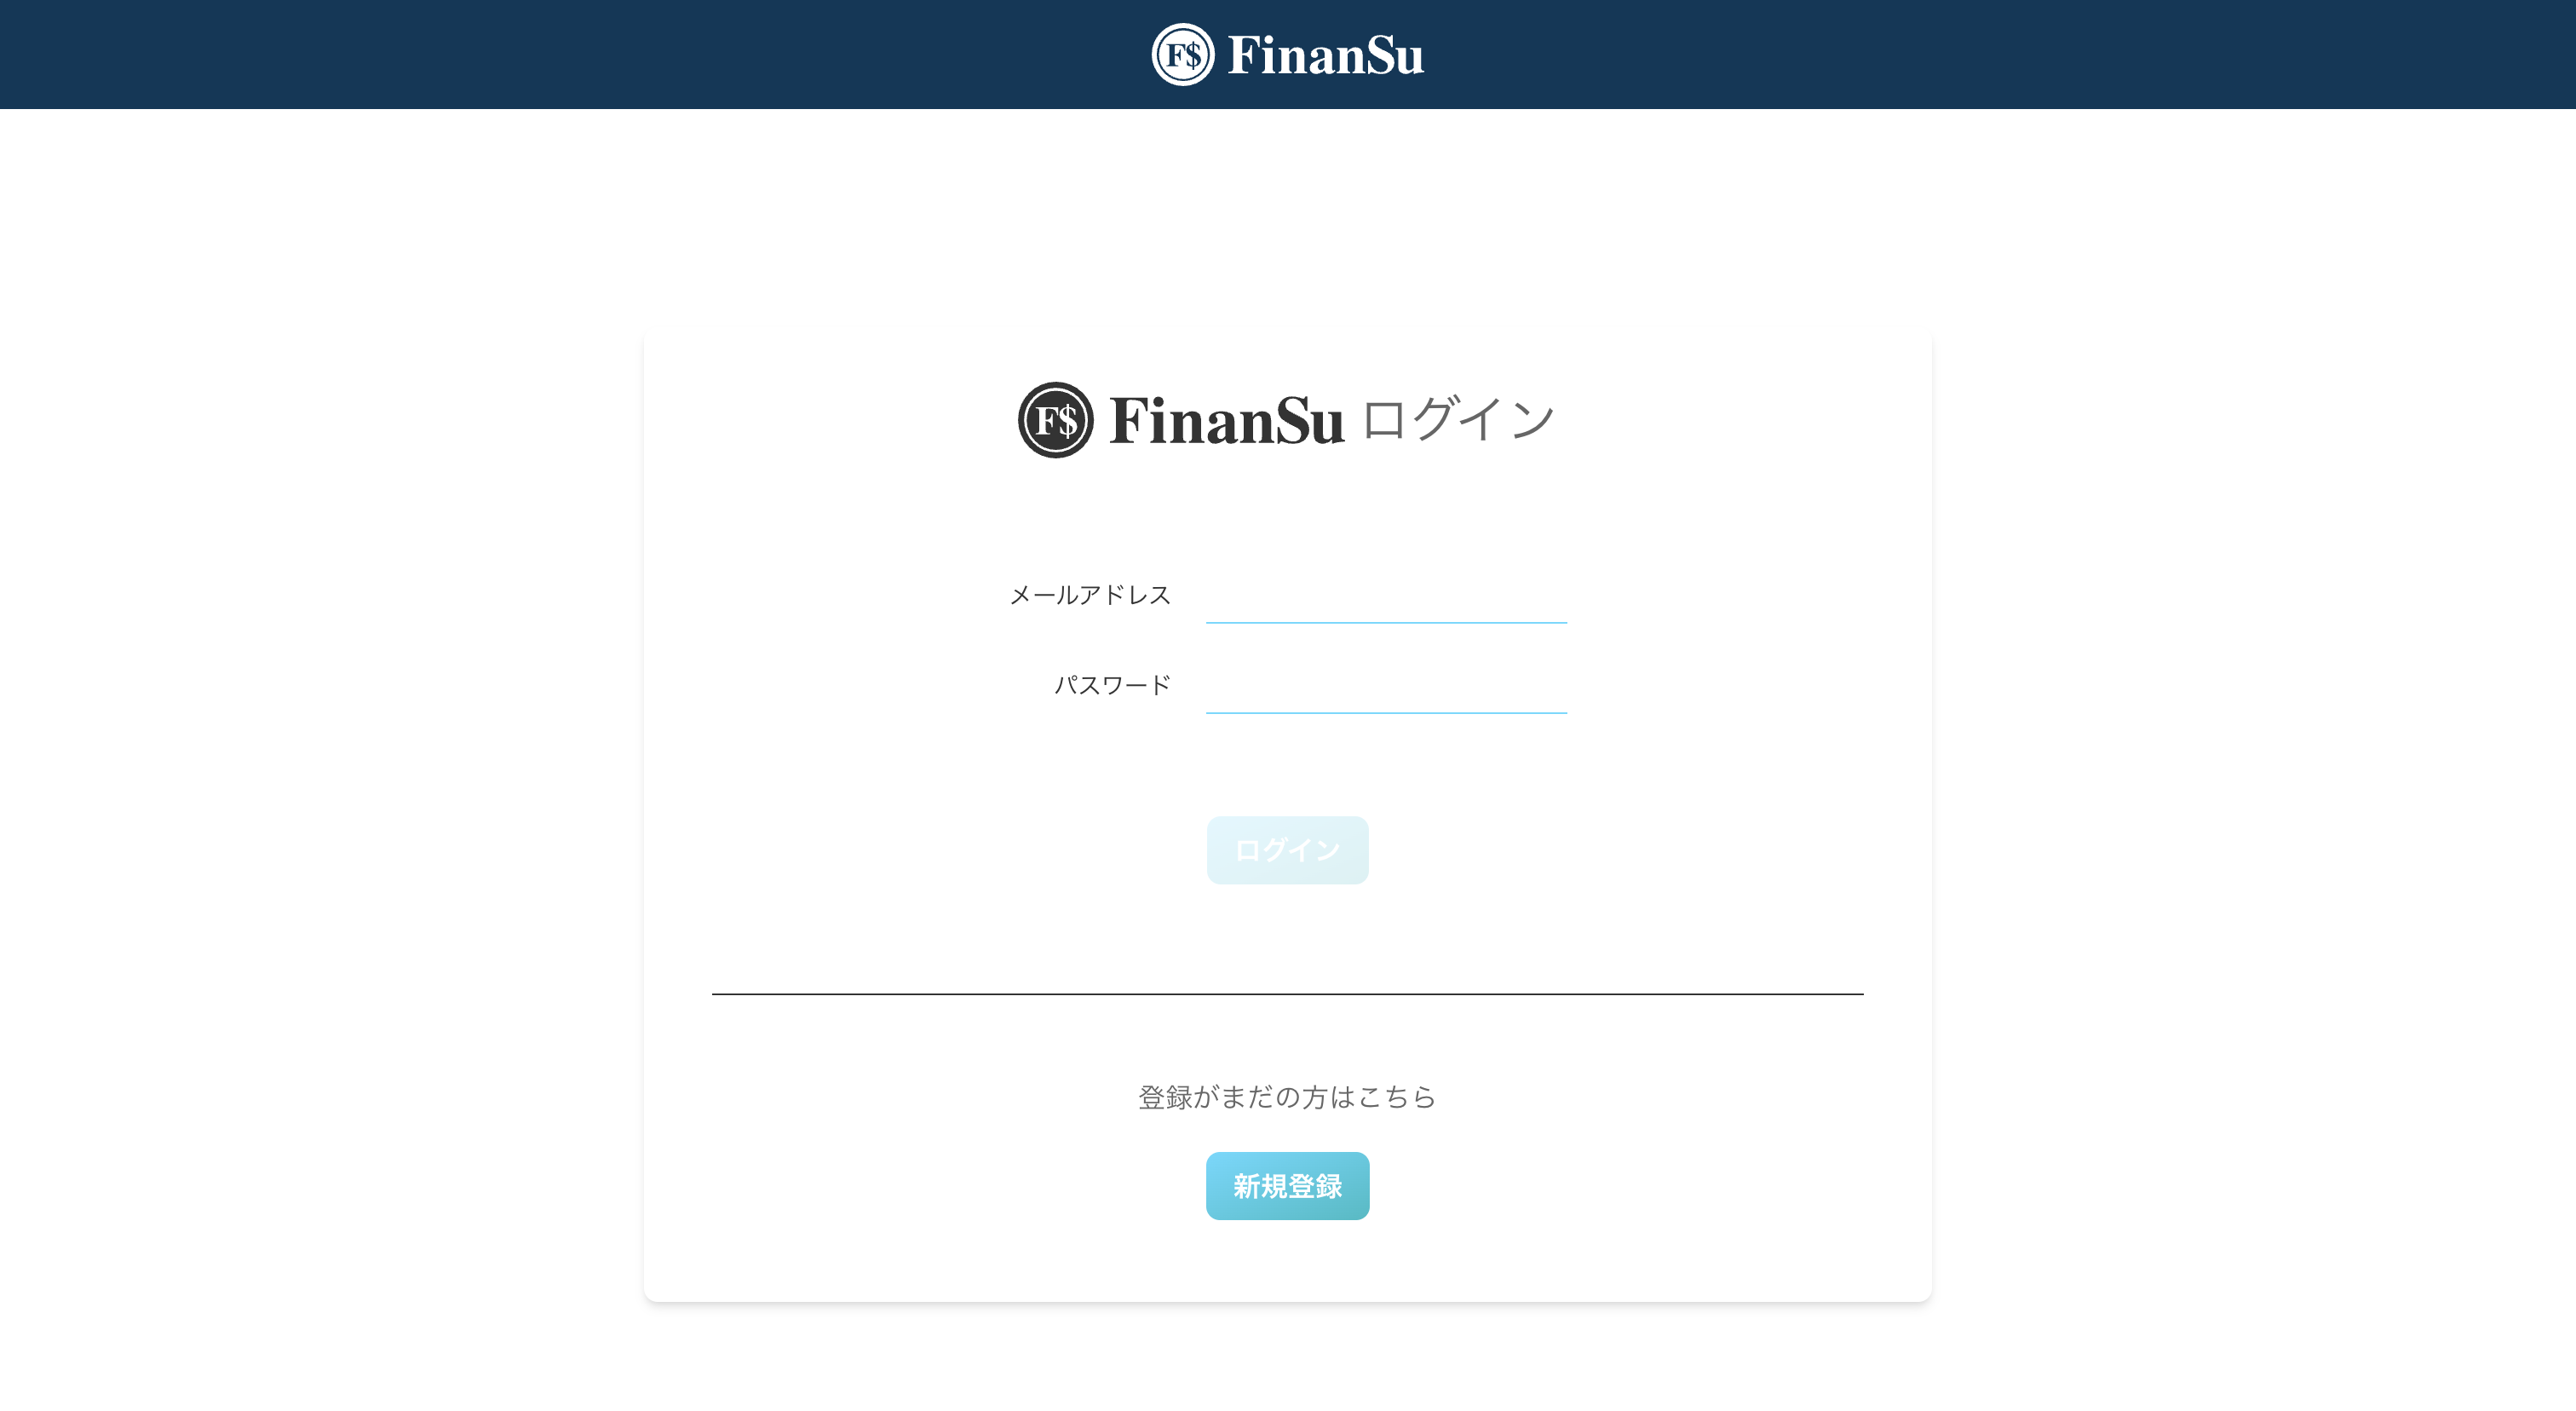 F$ FinanSu
F$ FinanSu ログイン
メールアドレス
パスワード
ログイン
登録がまだの方はこちら
新規登録